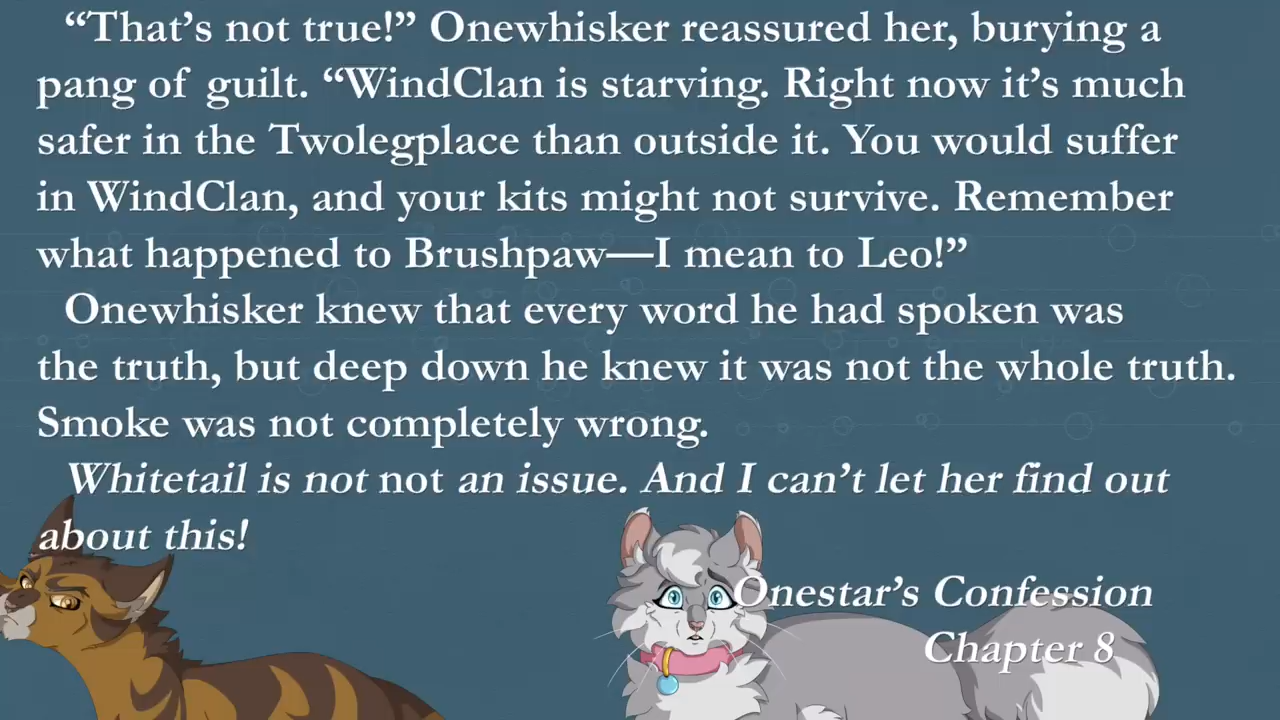 “That’s not true!” Onewhisker reassured her, burying a
pang of guilt. “WindClan is starving. Right now it’s much
safer in the Twolegplace than outside it. You would suffer
in WindClan, and your kits might not survive. Remember
what happened to Brushpaw—I mean to Leo!”
Onewhisker knew that every word he had spoken was
the truth, but deep down he knew it was not the whole truth.
Smoke was not completely wrong.
Whitetail is not not an issue. And I can’t let her find out
about this!
Onestar’s Confession
Chapter 8